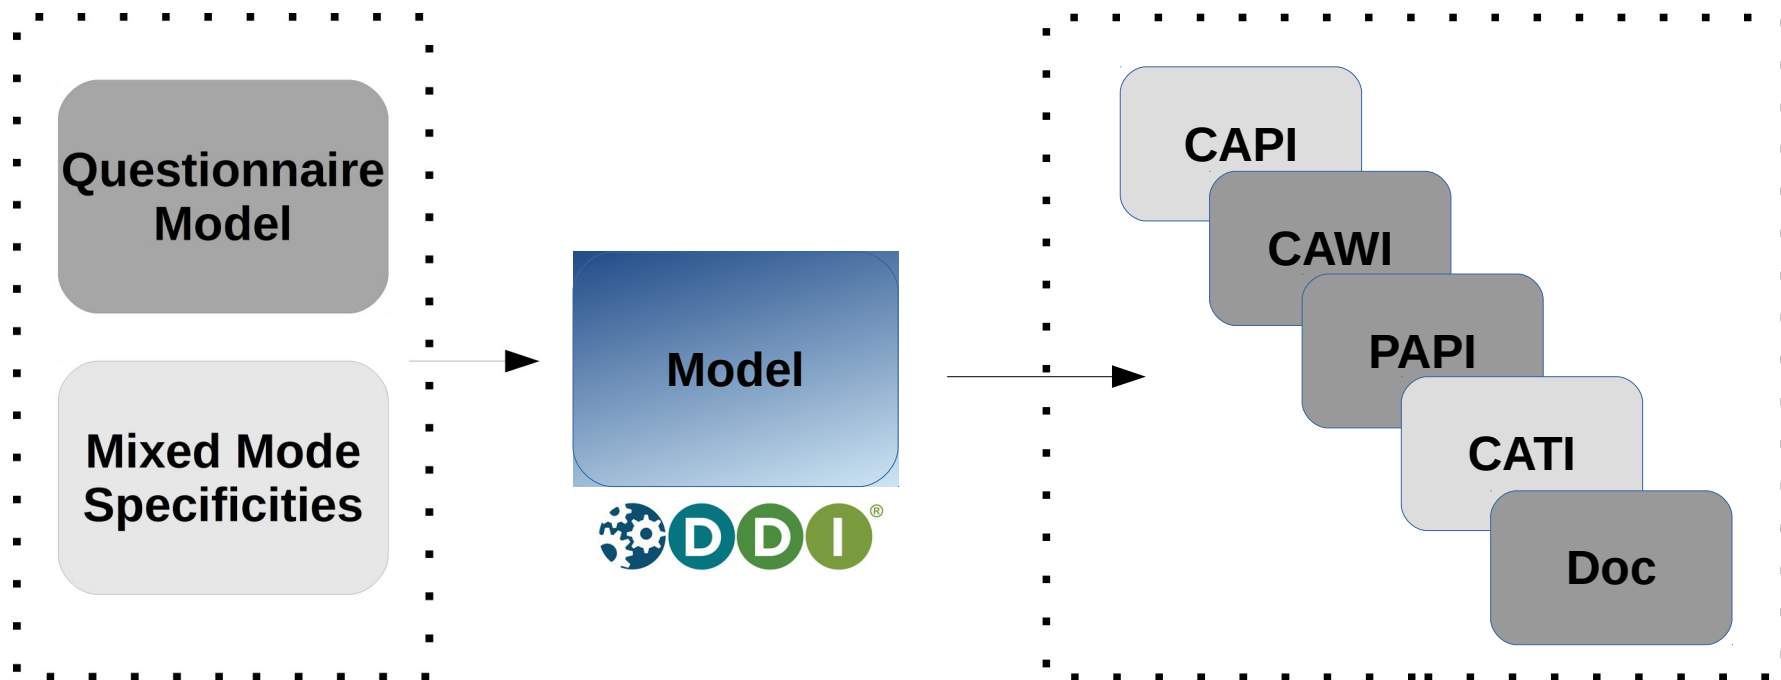 Questionnaire
Model
Mixed Mode
Specificities
Model
DDI®
CAPI
CAWI
PAPI
CATI
Doc